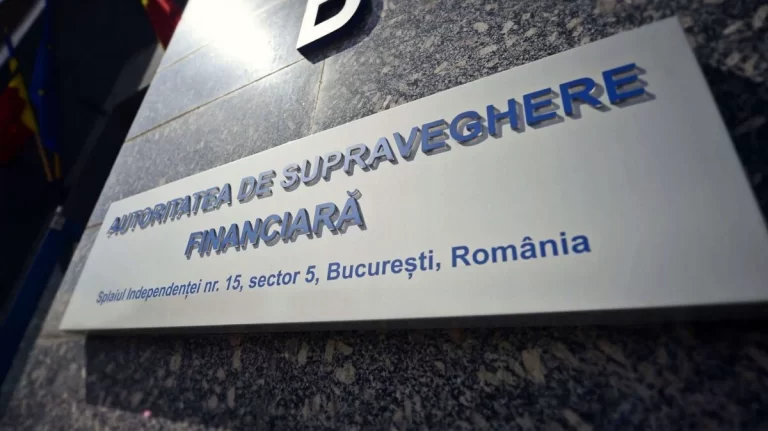 B
AUTORITATEA DE SUPRAVEGHERE
FINANCIARĂ
Splaiul Independenței nr. 15, sector 5, București, România